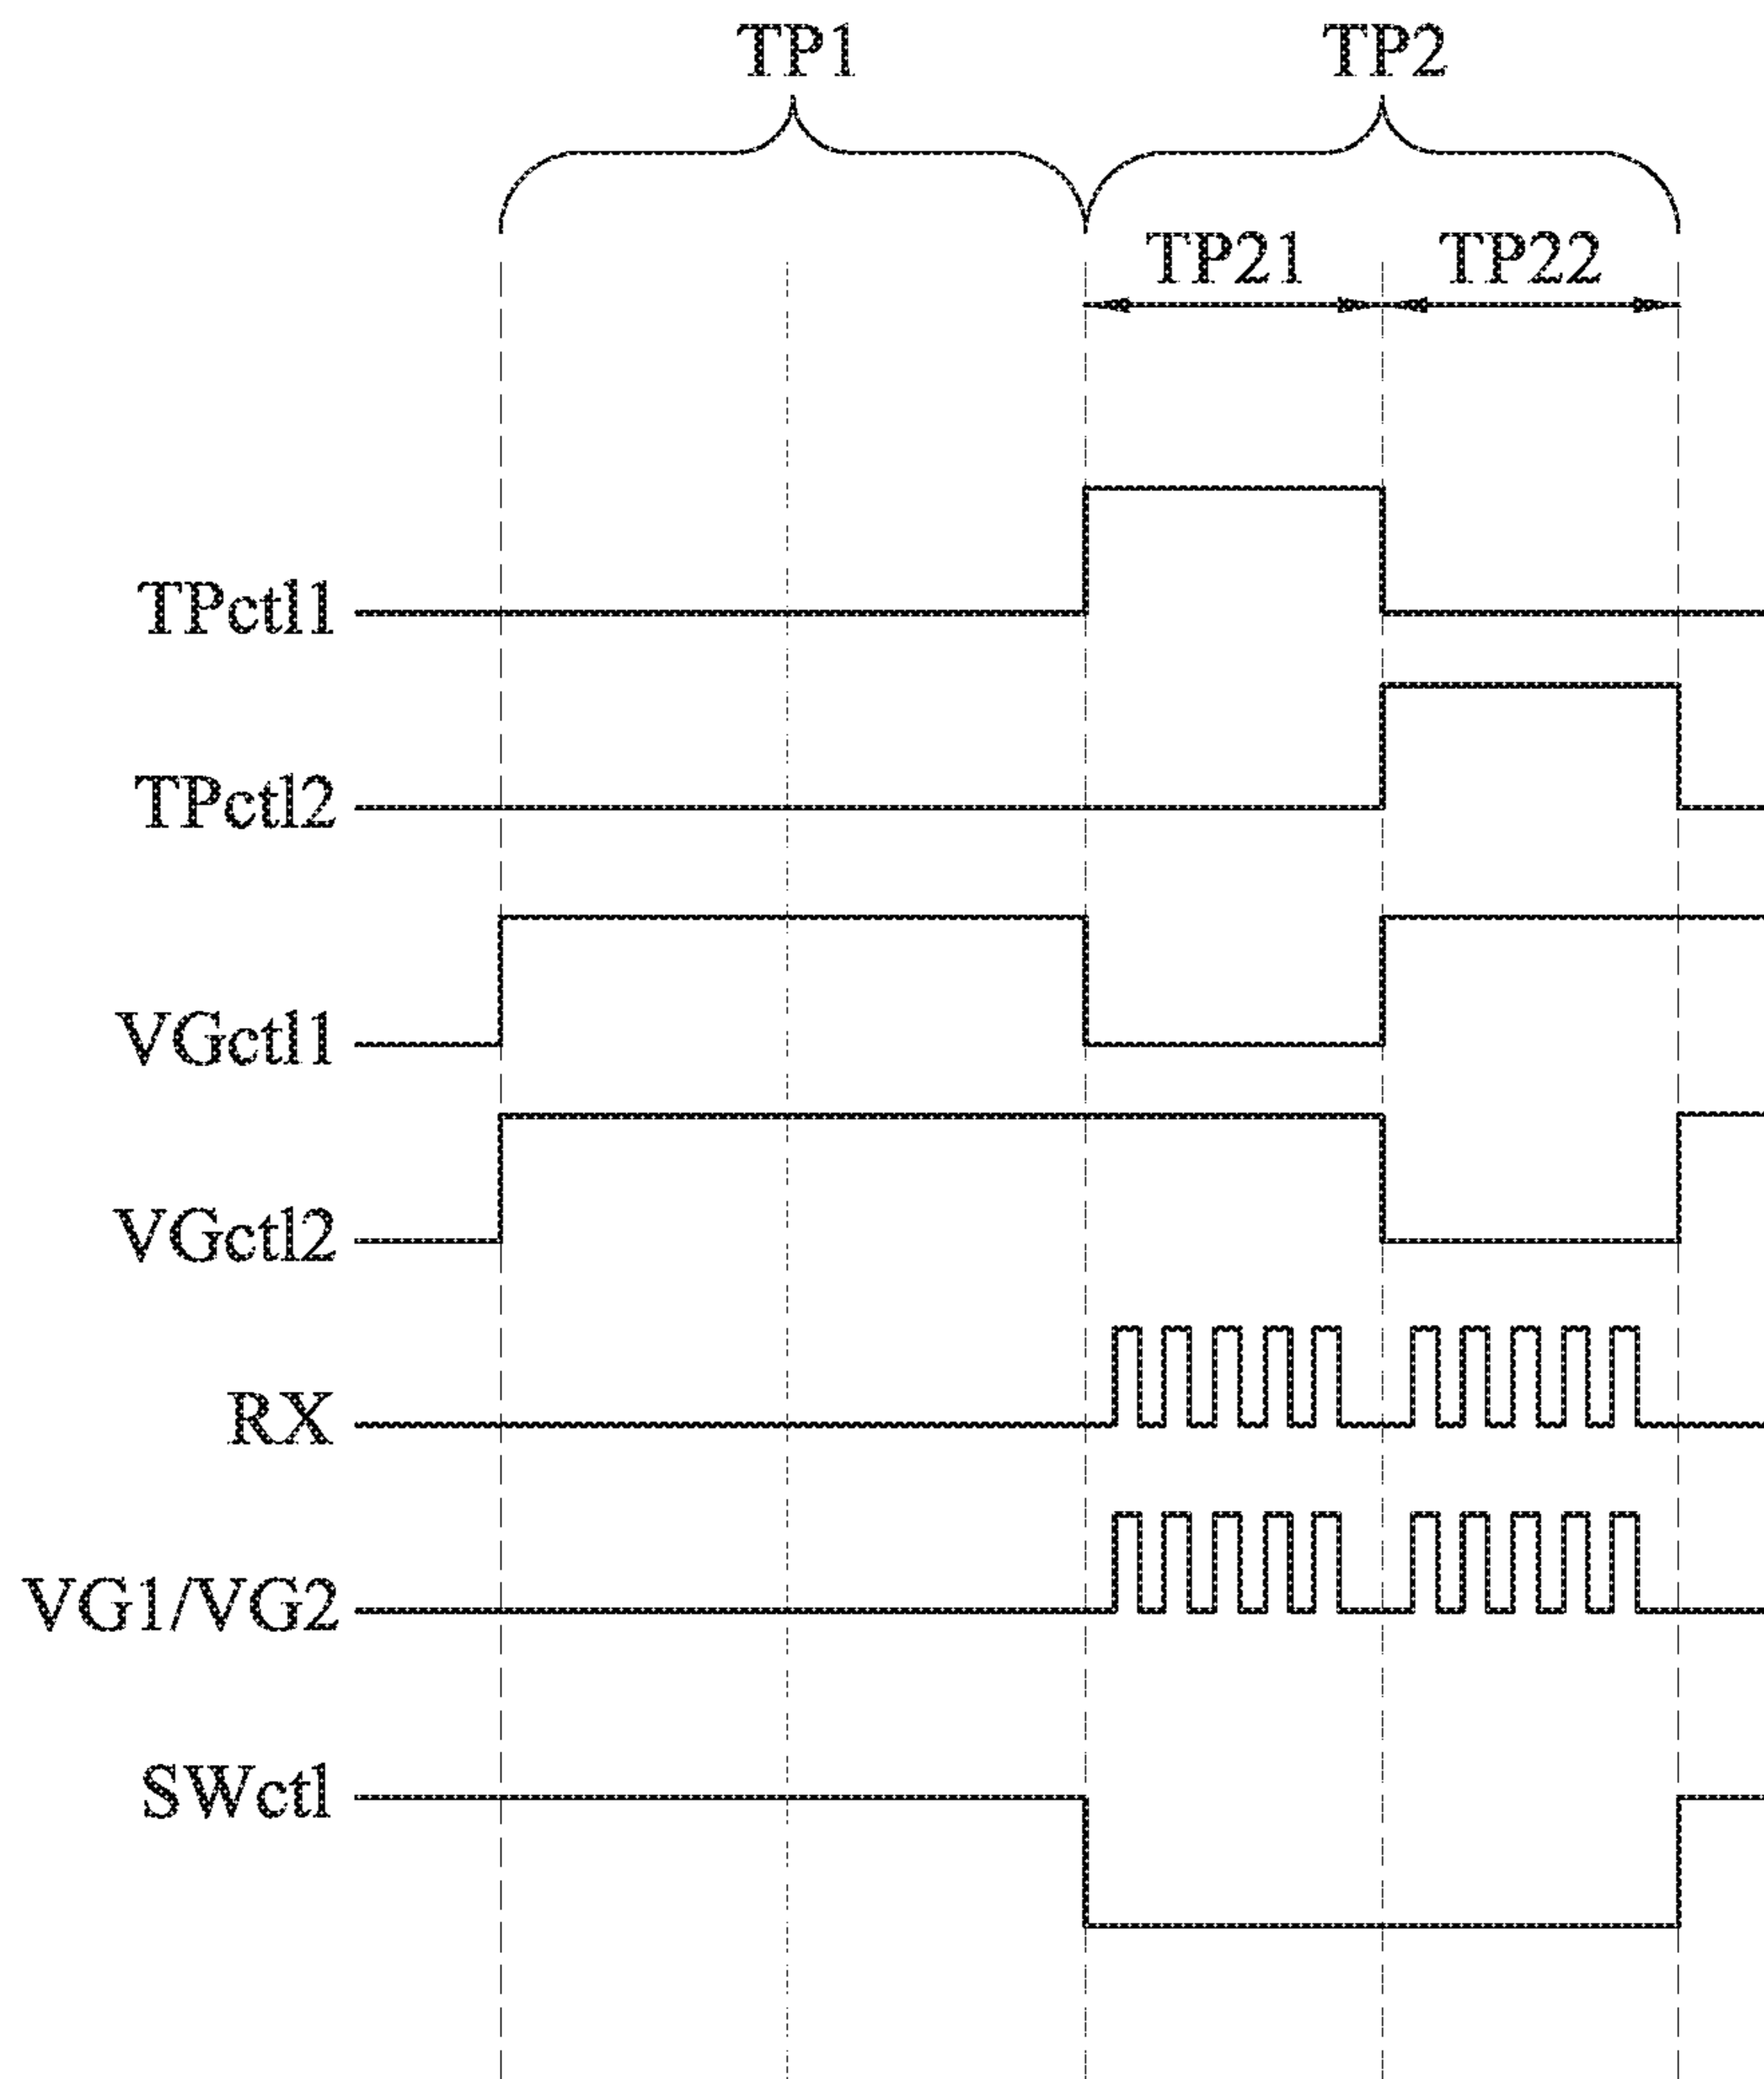 TP1 TP2
TP21 TP22
TPctl1
TPctl2
VGctl1
VGctl2
RX
VG1/VG2
SWctl